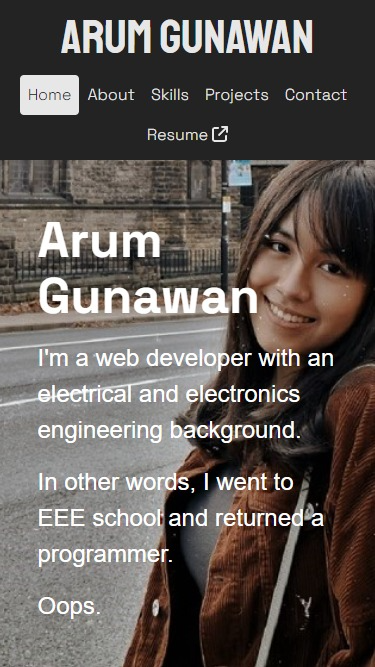 ARUM GUNAWAN
Home About Skills Projects Contact
Resume
Arum
Gunawan
I'm a web developer with an
electrical and electronics
engineering background.
In other words, I went to
EEE school and returned a
programmer.
Oops.